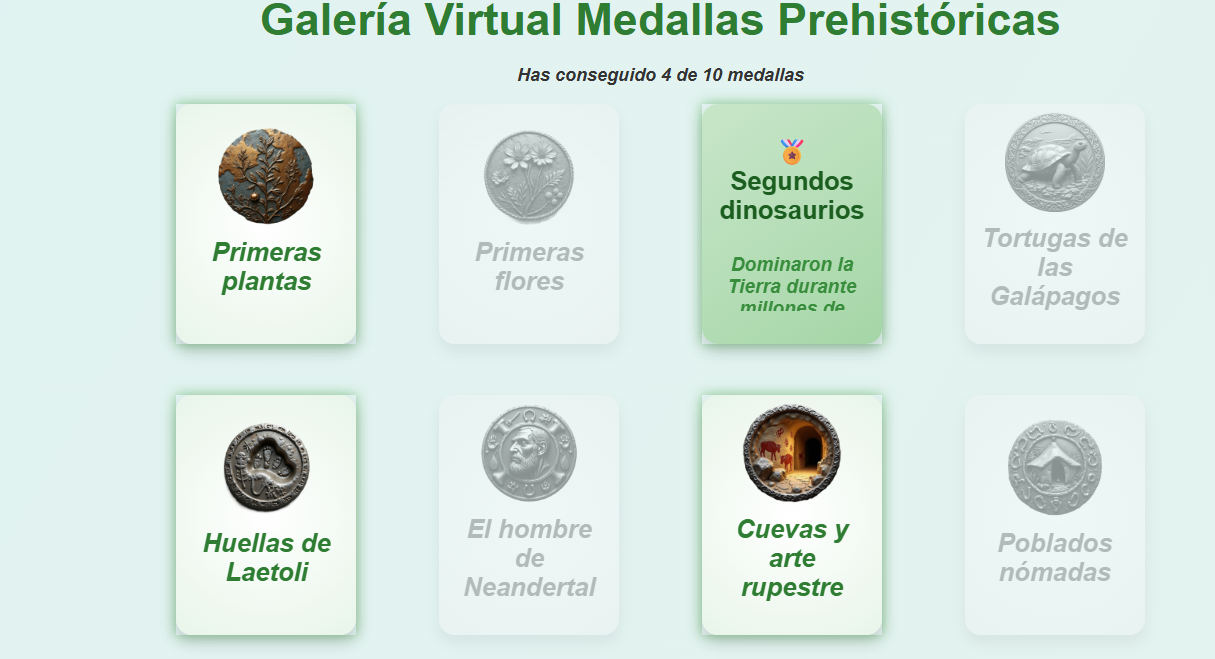 Galería Virtual Medallas Prehistóricas
Has conseguido 4 de 10 medallas
Primeras
plantas
Primeras
flores
Segundos
dinosaurios
Dominaron la
Tierra durante
millones de
Tortugas de
las
Galápagos
Huellas de
Laetoli
El hombre
de
Neandertal
Cuevas y
arte
rupestre
Poblados
nómadas